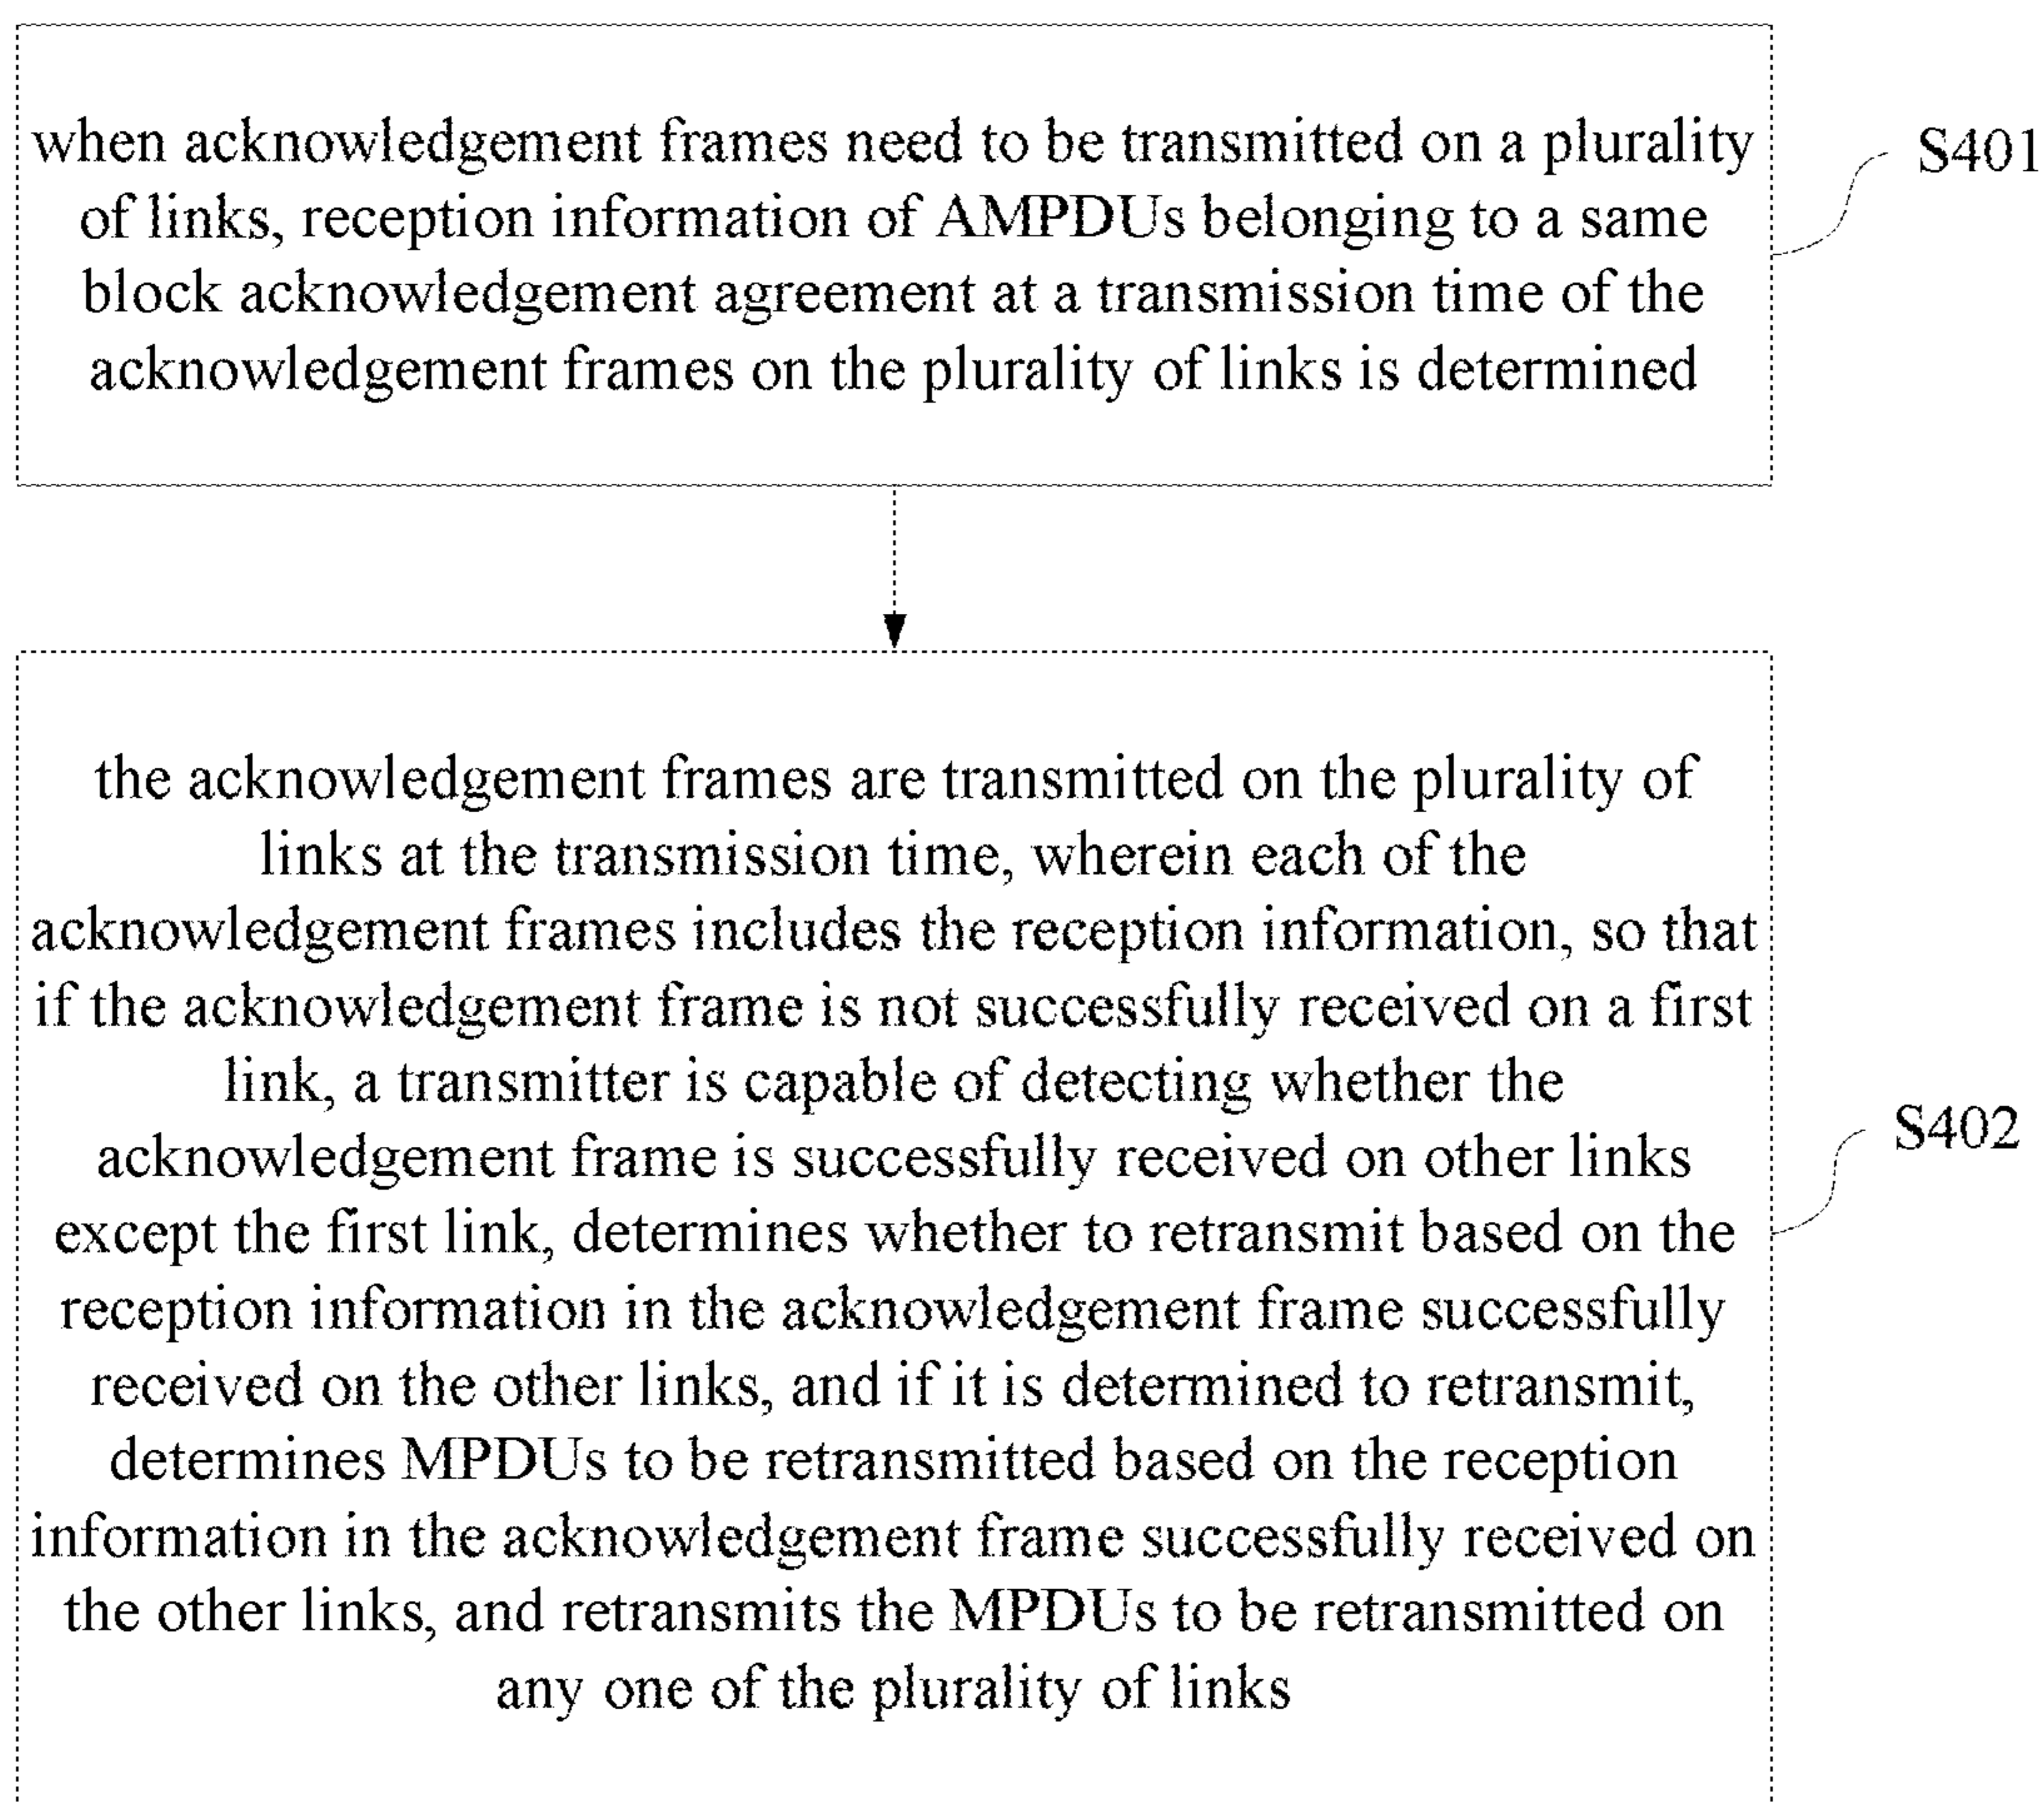 when acknowledgement frames need to be transmitted on a plurality
of links, reception information of AMPDUs belonging to a same
block acknowledgement agreement at a transmission time of the
acknowledgement frames on the plurality of links is determined
S401
the acknowledgement frames are transmitted on the plurality of
links at the transmission time, wherein each of the
acknowledgement frames includes the reception information, so that
if the acknowledgement frame is not successfully received on a first
link, a transmitter is capable of detecting whether the
acknowledgement frame is successfully received on other links
except the first link, determines whether to retransmit based on the
reception information in the acknowledgement frame successfully
received on the other links, and if it is determined to retransmit,
determines MPDUs to be retransmitted based on the reception
information in the acknowledgement frame successfully received on
the other links, and retransmits the MPDUs to be retransmitted on
any one of the plurality of links
S402